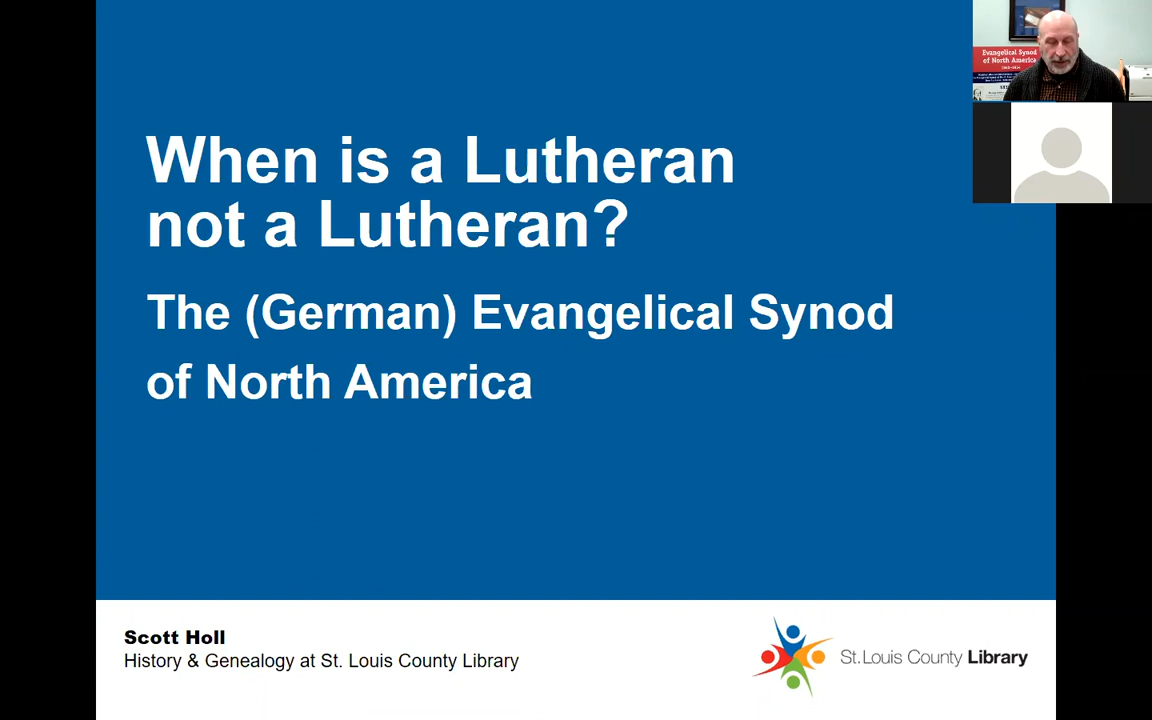 When is a Lutheran
not a Lutheran?
The (German) Evangelical Synod
of North America
Scott Holl
History & Genealogy at St. Louis County Library
St. Louis County Library
Evangelical Synod
of North America